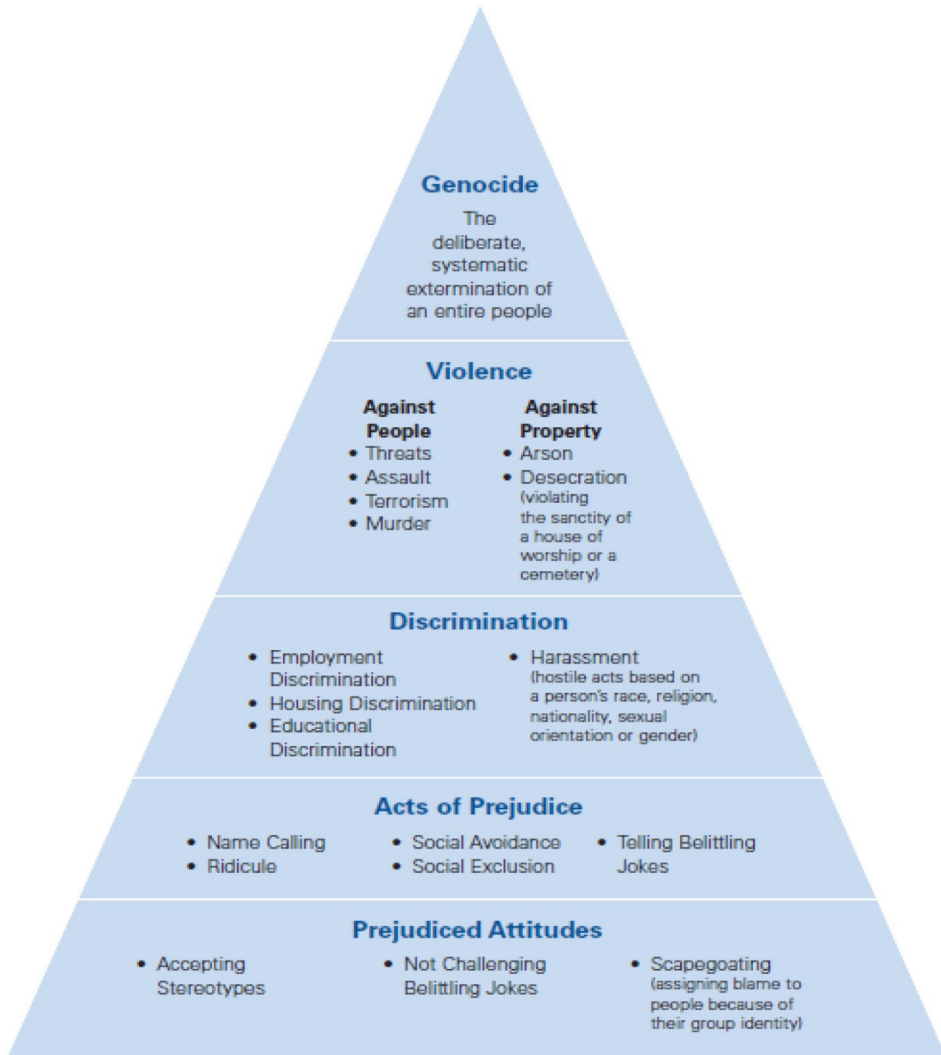 Genocide
The
deliberate,
systematic
extermination of
an entire people
Violence
Against
People
• Threats
• Assault
• Terrorism
• Murder
Against
Property
• Arson
• Desecration
(violating
the sanctity of
a house of
worship or a
cemetery)
Discrimination
• Employment
Discrimination
• Housing Discrimination
• Educational
Discrimination
• Harassment
(hostile acts based on
a person's race, religion,
nationality, sexual
orientation or gender)
Acts of Prejudice
• Name Calling
• Ridicule
• Social Avoidance
• Social Exclusion
• Telling Belittling
Jokes
Prejudiced Attitudes
• Accepting
Stereotypes
• Not Challenging
Belittling Jokes
• Scapegoating
(assigning blame to
people because of
their group identity)